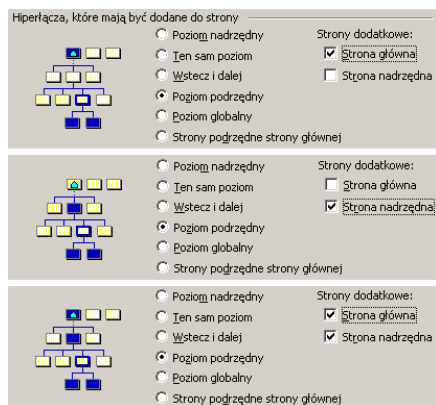 Hiperłącza, które mają być dodane do strony
Poziom nadrzędny
Ten sam poziom
Wstecz i dalej
Poziom podrzędny
Poziom globalny
Strony podrzędne strony głównej
Strony dodatkowe:
Strona główna
Strona nadrzędna
Poziom nadrzędny
Ten sam poziom
Wstecz i dalej
Poziom podrzędny
Poziom globalny
Strony podrzędne strony głównej
Strony dodatkowe:
Strona główna
Strona nadrzędna
Poziom nadrzędny
Ten sam poziom
Wstecz i dalej
Poziom podrzędny
Poziom globalny
Strony podrzędne strony głównej
Strony dodatkowe:
Strona główna
Strona nadrzędna